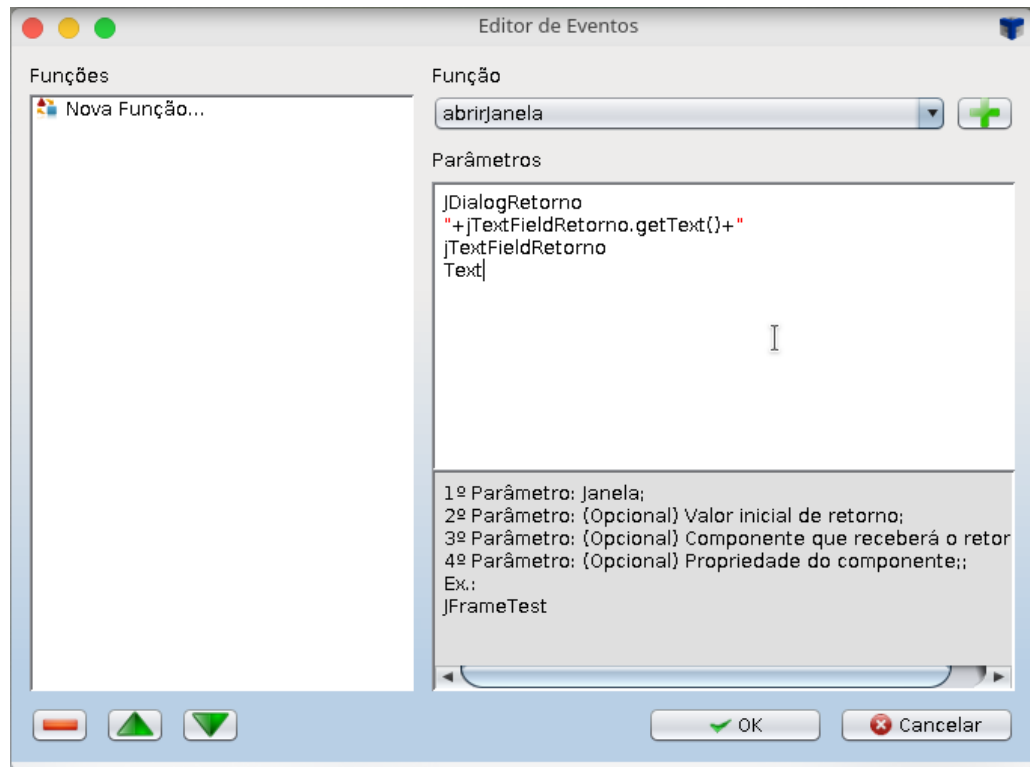 Editor de Eventos
Funções
Nova Função...
Função
abrirJanela
Parâmetros
JDialogRetorno
"+jTextFieldRetorno.getText()+"
jTextFieldRetorno
Text
1º Parâmetro: Janela;
2º Parâmetro: (Opcional) Valor inicial de retorno;
3º Parâmetro: (Opcional) Componente que receberá o retor
4º Parâmetro: (Opcional) Propriedade do componente;;
Ex.:
JFrameTest
OK
Cancelar